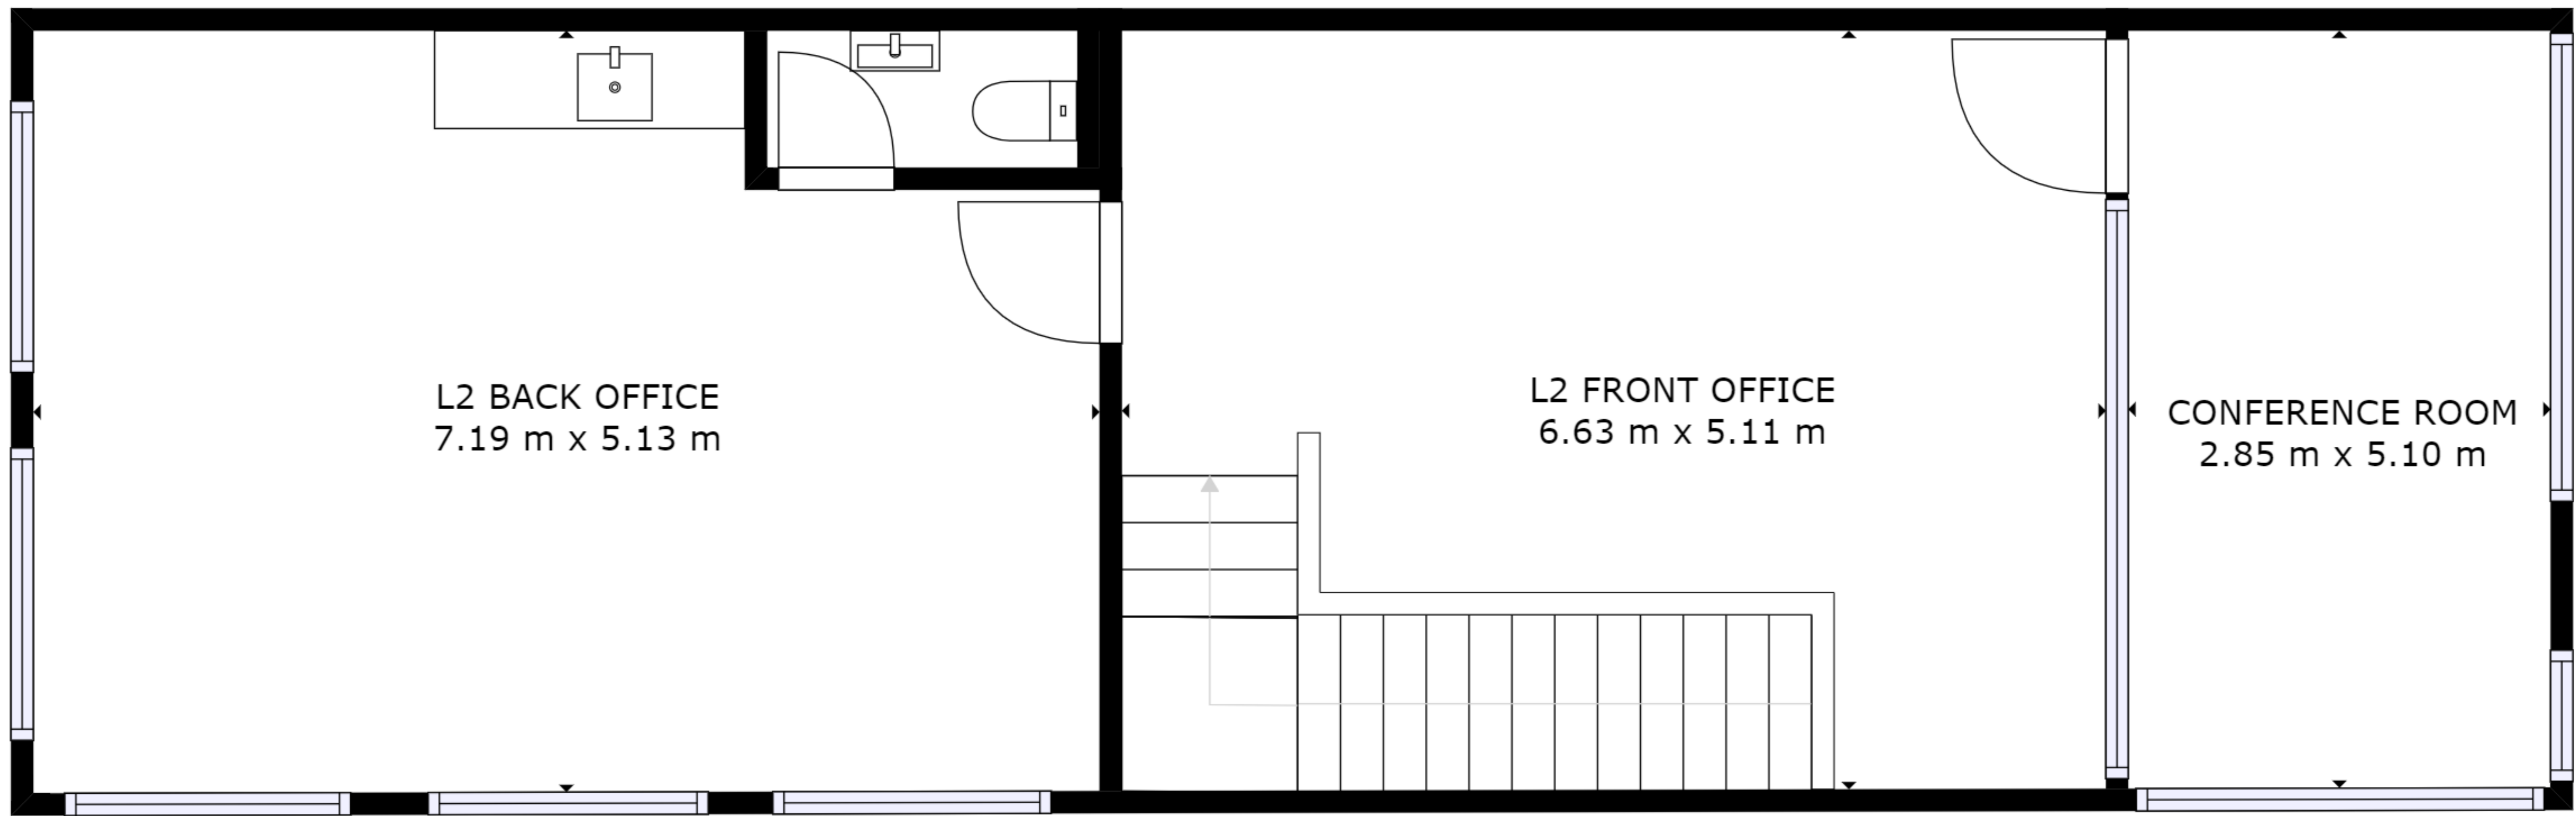 L2 BACK OFFICE
7.19 m x 5.13 m
L2 FRONT OFFICE
6.63 m x 5.11 m
CONFERENCE ROOM
2.85 m x 5.10 m